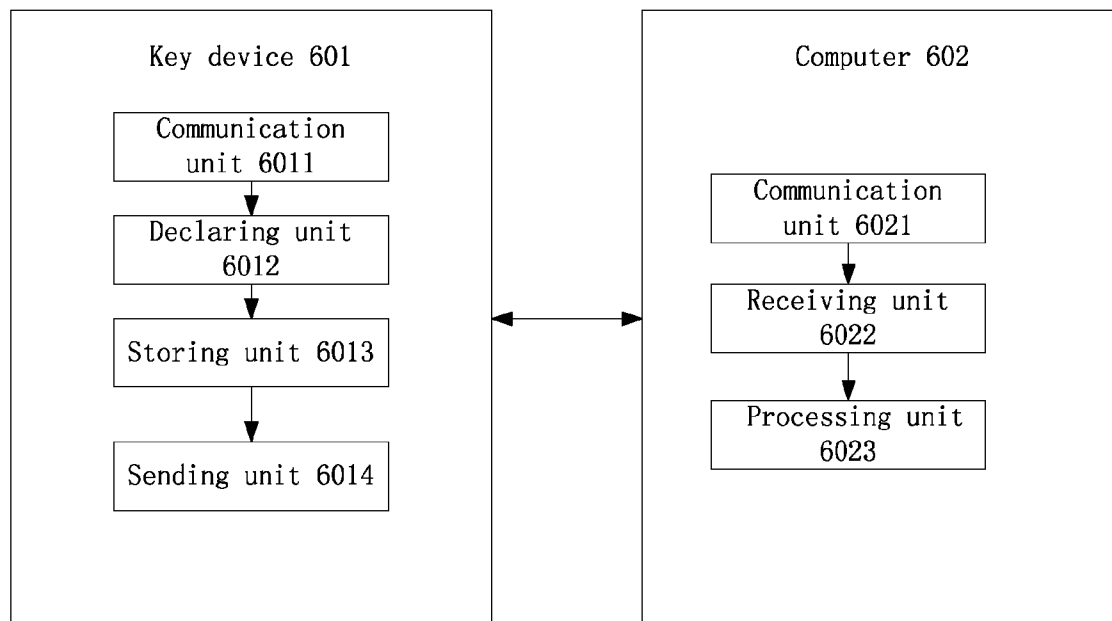 Key device 601
Communication
unit 6011
Declaring unit
6012
Storing unit 6013
Sending unit 6014
Computer 602
Communication
unit 6021
Receiving unit
6022
Processing unit
6023